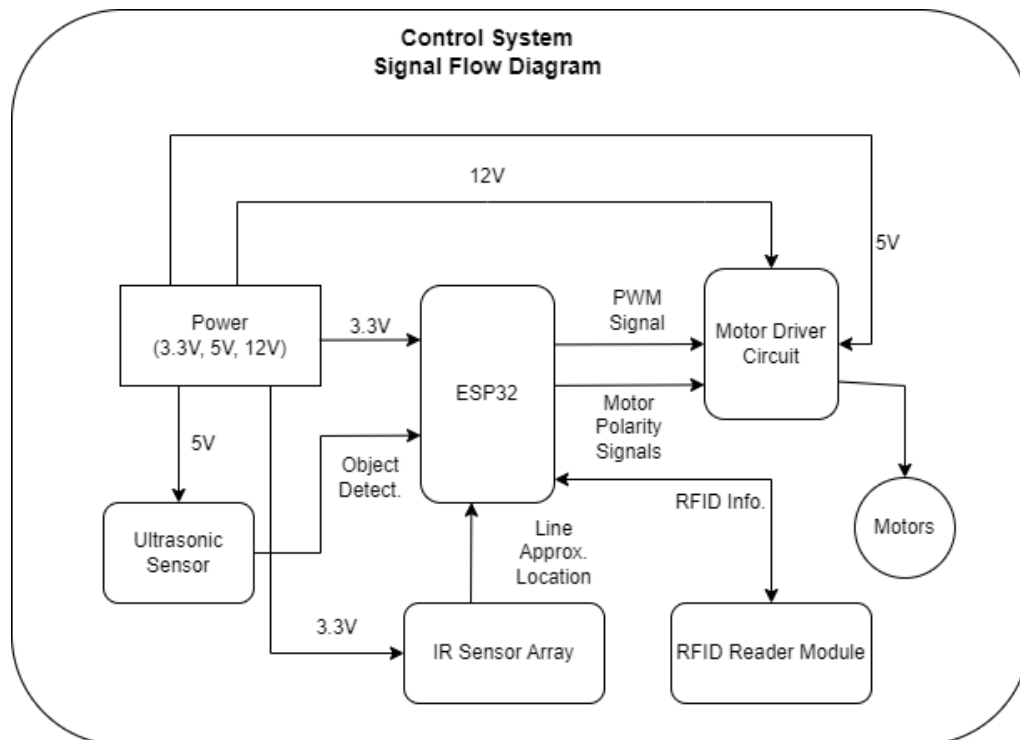 Control System
Signal Flow Diagram
12V
5V
Power
(3.3V, 5V, 12V)
3.3V
ESP32
PWM
Signal
Motor Driver
Circuit
Motor
Polarity
Signals
5V
Object
Detect.
RFID Info.
Ultrasonic
Sensor
Line
Approx.
Location
Motors
3.3V
IR Sensor Array
RFID Reader Module